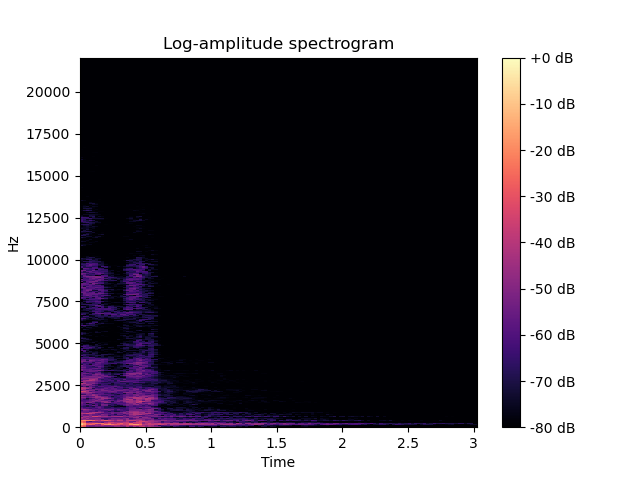 Log-amplitude spectrogram
Hz
20000
17500
15000
12500
10000
7500
5000
2500
0
0 0.5 1 1.5 2 2.5 3
Time
+0 dB
-10 dB
-20 dB
-30 dB
-40 dB
-50 dB
-60 dB
-70 dB
-80 dB